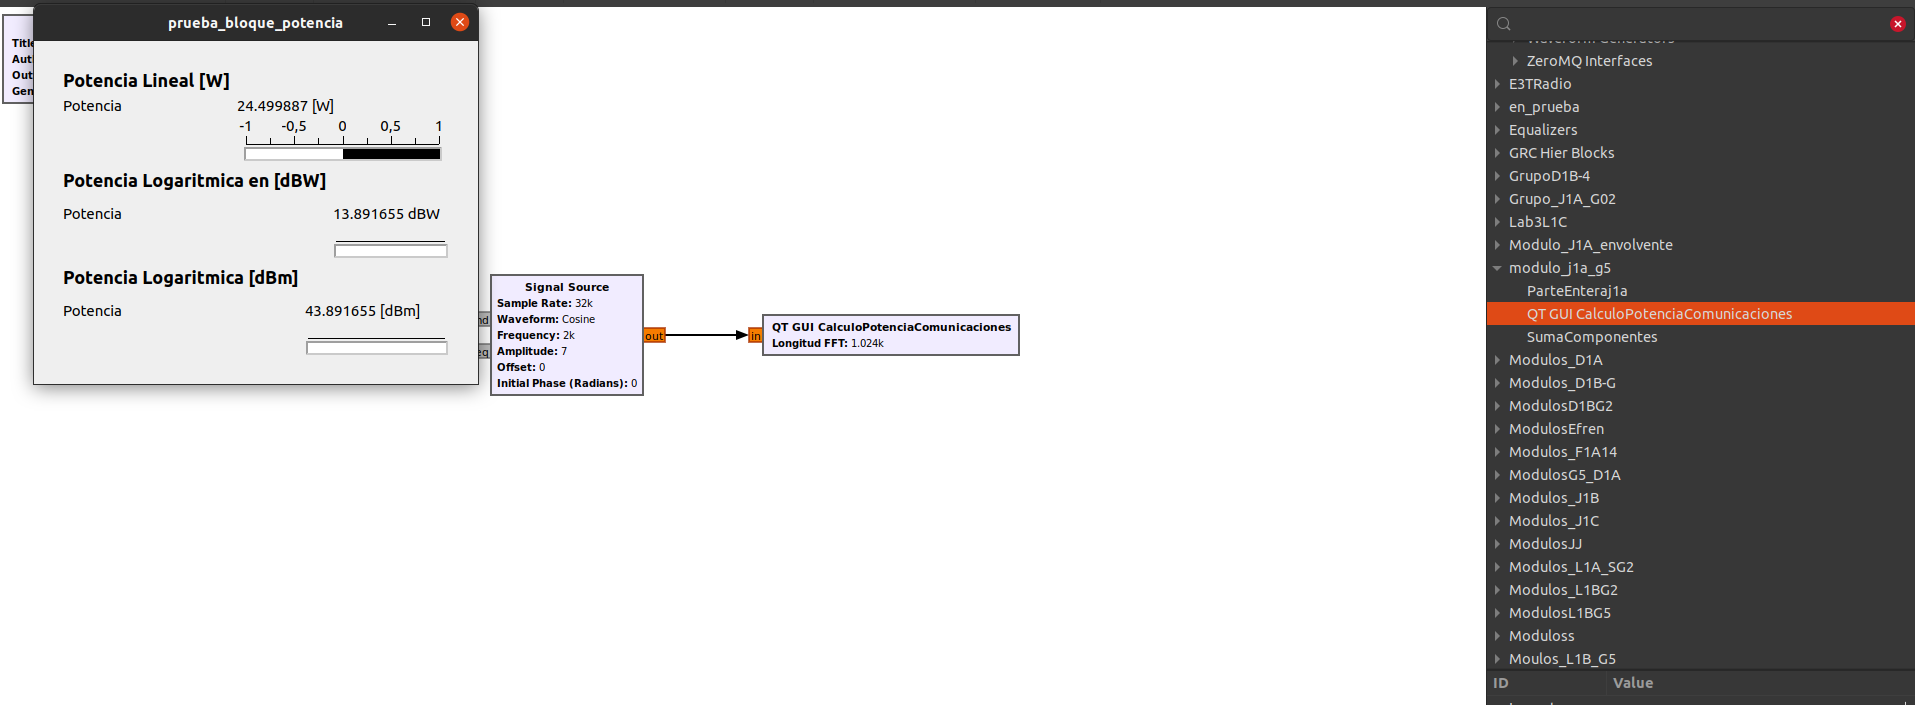 prueba_bloque_potencia
Title
Aut
Out
Gen
Potencia Lineal [W]
Potencia 24.499887 [W]
-1 -0,5 0 0,5 1
Potencia Logaritmica en [dBW]
Potencia 13.891655 dBW
Potencia Logaritmica [dBm]
Potencia 43.891655 [dBm]
Signal Source
Sample Rate: 32k
Waveform: Cosine
Frequency: 2k
Amplitude: 7
Offset: 0
Initial Phase (Radians): 0
out
in
QT GUI CalculoPotenciaComunicaciones
Longitud FFT: 1.024k
Waveform Generators
ZeroMQ Interfaces
E3TRadio
en_prueba
Equalizers
GRC Hier Blocks
GrupoD1B-4
Grupo_J1A_G02
Lab3L1C
Modulo_J1A_envolvente
modulo_j1a_g5
ParteEnteraj1a
QT GUI CalculoPotenciaComunicaciones
SumaComponentes
Modulos_D1A
Modulos_D1B-G
ModulosD1BG2
ModulosEfren
Modulos_F1A14
ModulosG5_D1A
Modulos_J1B
Modulos_J1C
ModulosJJ
Modulos_L1A_SG2
Modulos_L1BG2
ModulosL1BG5
Moduloss
Moulos_L1B_G5
ID Value